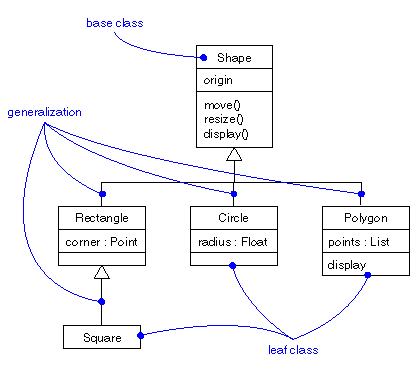 base class
Shape
origin
move()
resize()
display()
generalization
Rectangle
corner : Point
Circle
radius : Float
Polygon
points : List
display
Square
leaf class